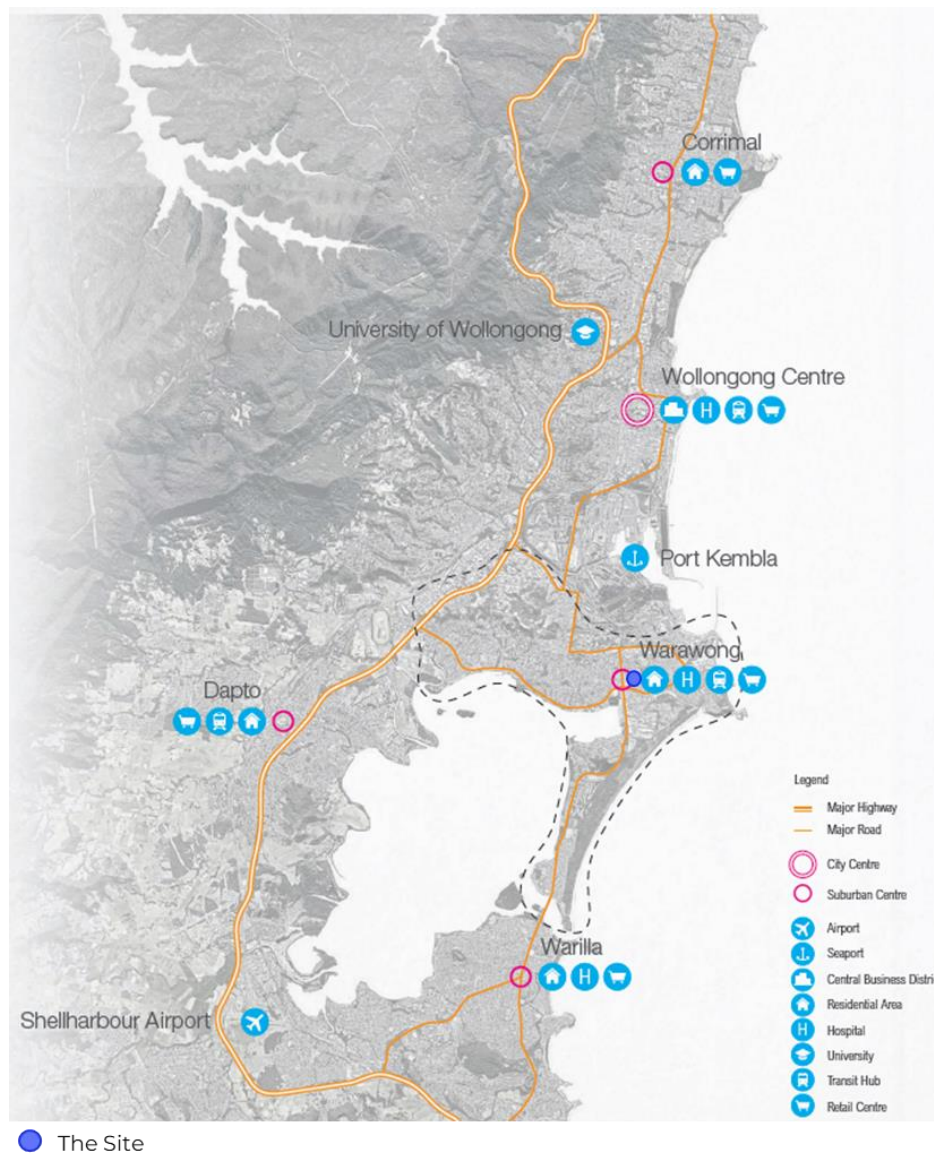 Corrimal
University of Wollongong
Wollongong Centre
Port Kembla
Warawong
Dapto
Warilla
Shellharbour Airport
Legend
Major Highway
Major Road
City Centre
Suburban Centre
Airport
Seaport
Central Business Distri
Residential Area
H Hospital
University
Transit Hub
Retail Centre
The Site